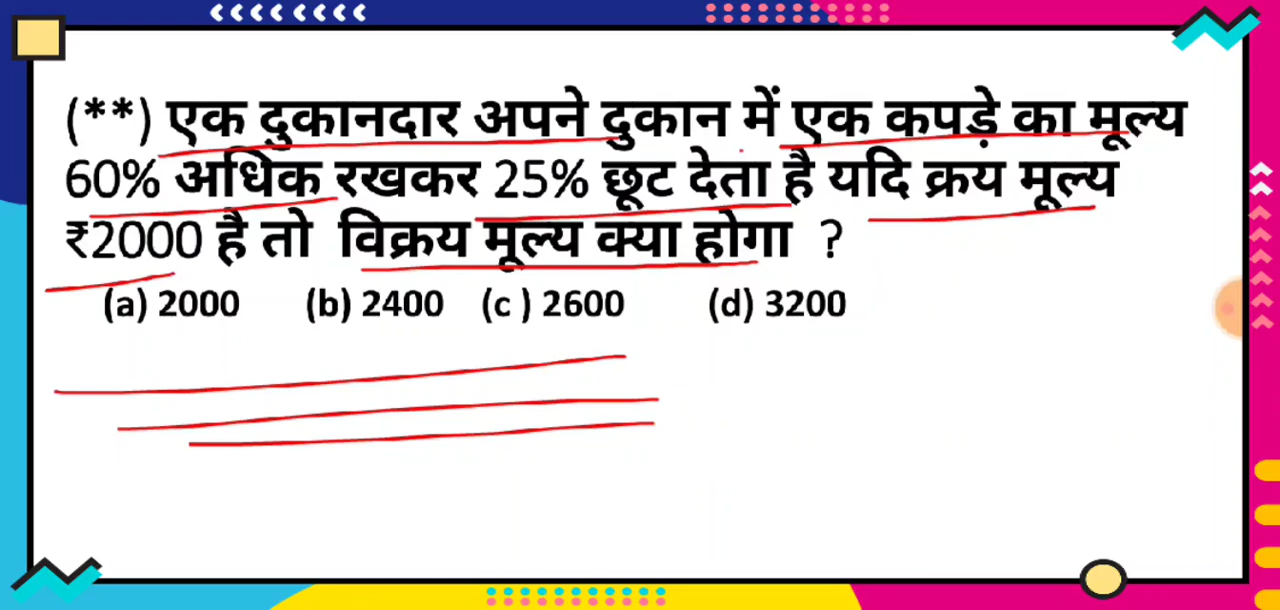 (**) एक दुकानदार अपने दुकान में एक कपड़े का मूल्य
60% अधिक रखकर 25% छूट देता है यदि क्रय मूल्य
₹2000 है तो विक्रय मूल्य क्या होगा ?
(a) 2000 (b) 2400 (c ) 2600 (d) 3200